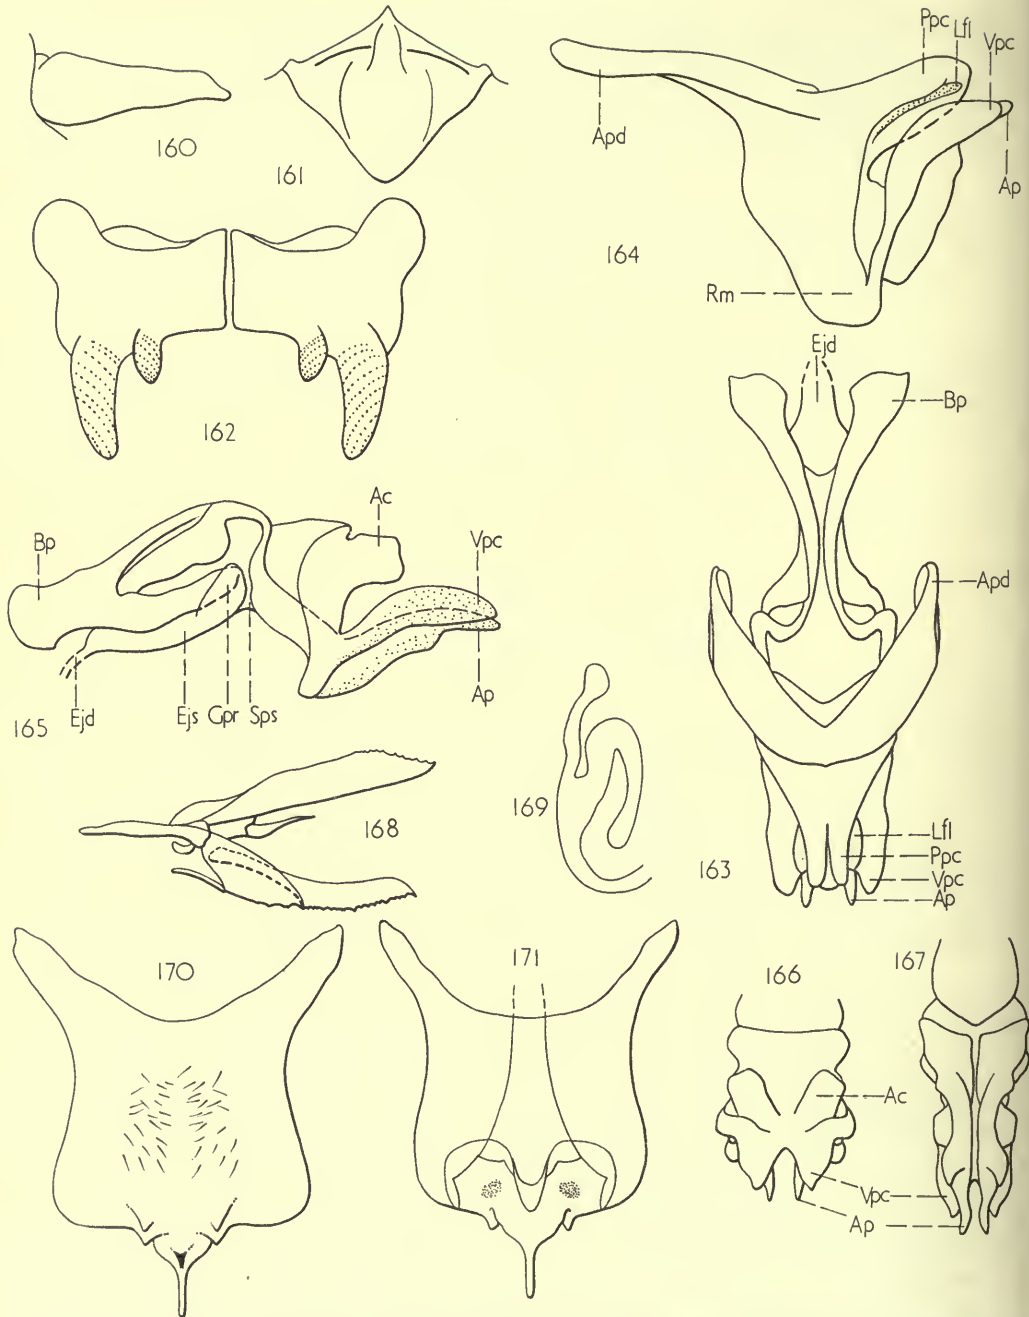 Ppc
Lfl
Vpc
Apd
Ap
160
161
164
Rm
162
Ejd
Bp
Ac
Vpc
Bp
Apd
Ap
165
Ejd
Ejs
Gpr
Sps
169
168
163
Lfl
Ppc
Vpc
Ap
170
171
166
167
Ac
Vpc
Ap